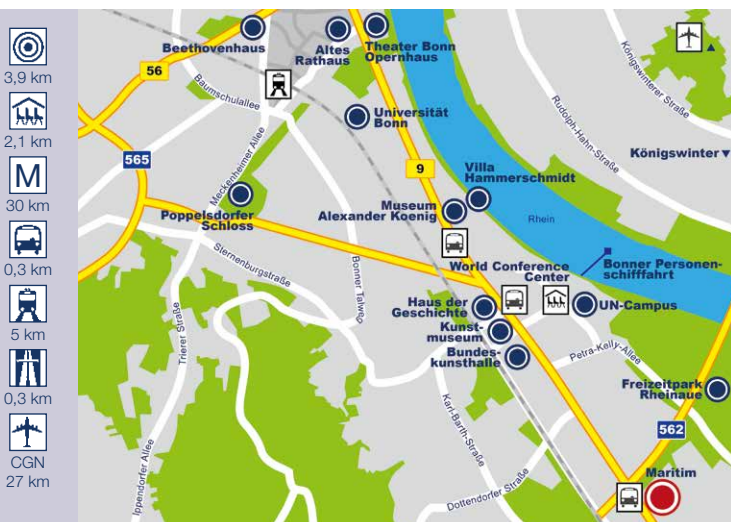 3,9 km
2,1 km
M
30 km
0,3 km
5 km
0,3 km
CGN
27 km
Beethovenhaus
Altes
Rathaus
Theater Bonn
Opernhaus
56
Baumschulallee
Universität
Bonn
Königswinterer Straße
Rudolph-Hahn-Straße
Königswinter
565
Meckenheimer Allee
9
Villa
Hammerschmidt
Poppelsdorfer
Schloss
Museum
Alexander Koenig
Rhein
Sternenburgstraße
Bonner Talweg
World Conference
Center
Bonner Personen-
schifffahrt
Haus der
Geschichte
UN-Campus
Trierer Straße
Kunst-
museum
Bundes-
kunsthalle
Petra-Kelly-Allee
Freizeitpark
Rheinaue
Karl-Barth-Straße
562
Ippendorfer Allee
Dottendorfer Straße
Maritim